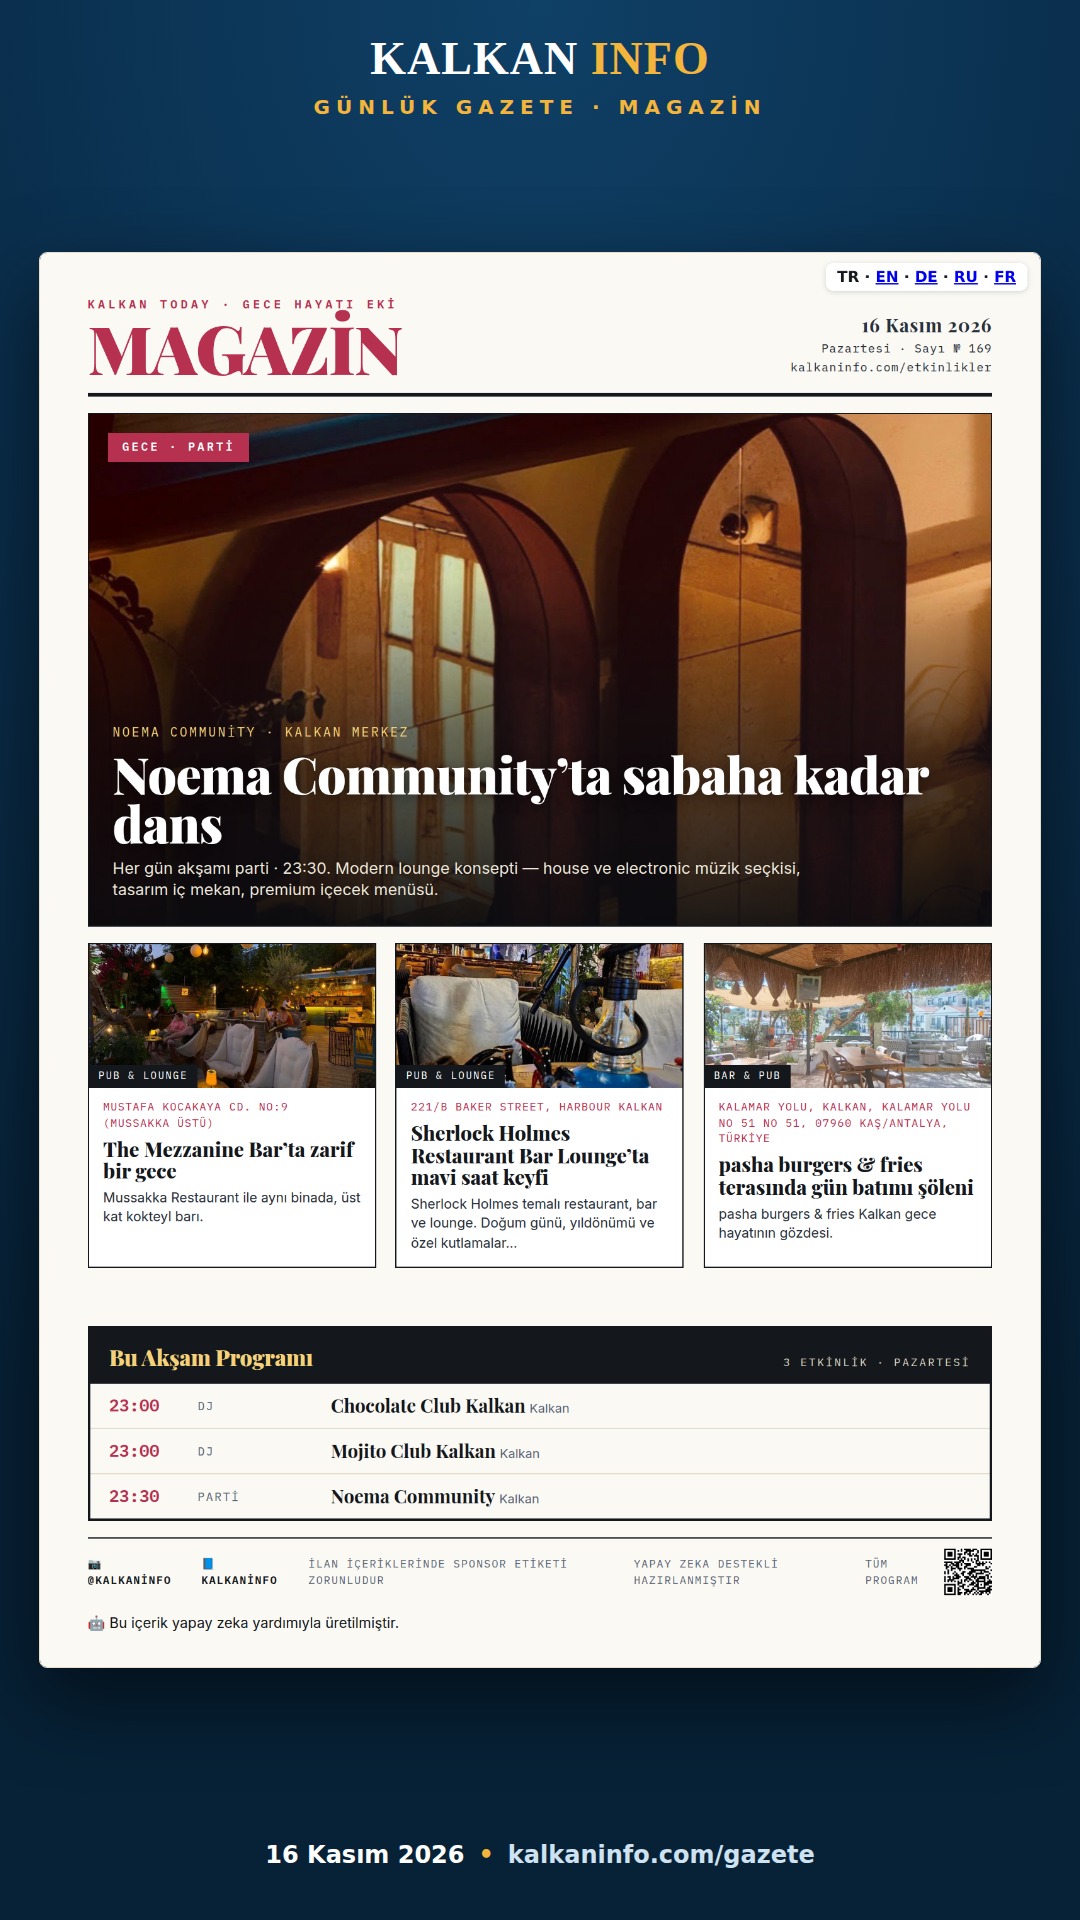 KALKAN INFO
GÜNLÜK GAZETE · MAGAZİN
TR · EN · DE · RU · FR
KALKAN TODAY · GECE HAYATI EKİ
MAGAZİN
16 Kasım 2026
Pazartesi · Sayı № 169
kalkaninfo.com/etkinlikler
GECE · PARTİ
NOEMA COMMUNİTY · KALKAN MERKEZ
Noema Community’ta sabaha kadar
dans
Her gün akşamı parti · 23:30. Modern lounge konsepti — house ve electronic müzik seçkisi,
tasarım iç mekan, premium içecek menüsü.
PUB & LOUNGE
MUSTAFA KOCAKAYA CD. NO:9
(MUSSAKKA ÜSTÜ)
The Mezzanine Bar’ta zarif
bir gece
Mussakka Restaurant ile aynı binada, üst
kat kokteyl barı.
PUB & LOUNGE
221/B BAKER STREET, HARBOUR KALKAN
Sherlock Holmes
Restaurant Bar Lounge’ta
mavi saat keyfi
Sherlock Holmes temalı restaurant, bar
ve lounge. Doğum günü, yıldönümü ve
özel kutlamalar...
BAR & PUB
KALAMAR YOLU, KALKAN, KALAMAR YOLU
NO 51 NO 51, 07960 KAŞ/ANTALYA,
TÜRKİYE
pasha burgers & fries
terasında gün batımı şöleni
pasha burgers & fries Kalkan gece
hayatının gözdesi.
Bu Akşam Programı
3 ETKİNLİK · PAZARTESİ
23:00 DJ Chocolate Club Kalkan Kalkan
23:00 DJ Mojito Club Kalkan Kalkan
23:30 PARTİ Noema Community Kalkan
@KALKANİNFO
KALKANİNFO
İLAN İÇERİKLERİNDE SPONSOR ETİKETİ
ZORUNLUDUR
YAPAY ZEKA DESTEKLİ
HAZIRLANMIŞTIR
TÜM
PROGRAM
🤖 Bu içerik yapay zeka yardımıyla üretilmiştir.
16 Kasım 2026 • kalkaninfo.com/gazete